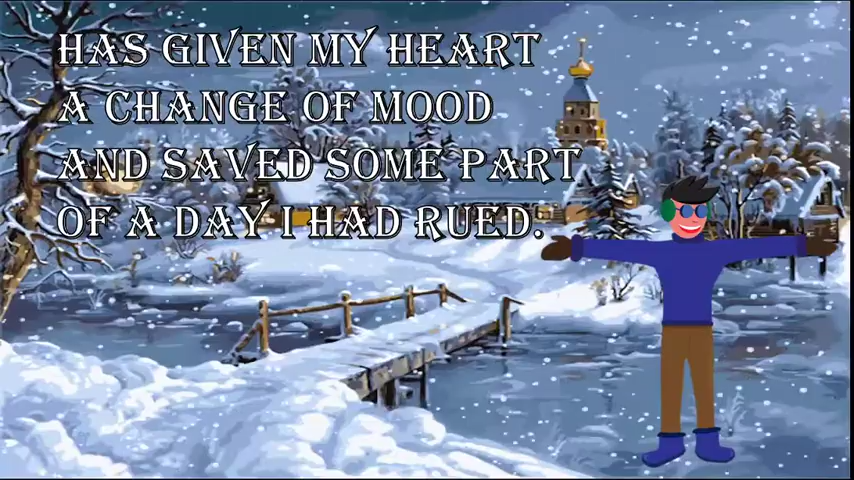 HAS GIVEN MY HEART
A CHANGE OF MOOD
AND SAVED SOME PART
OF A DAY I HAD RUED.